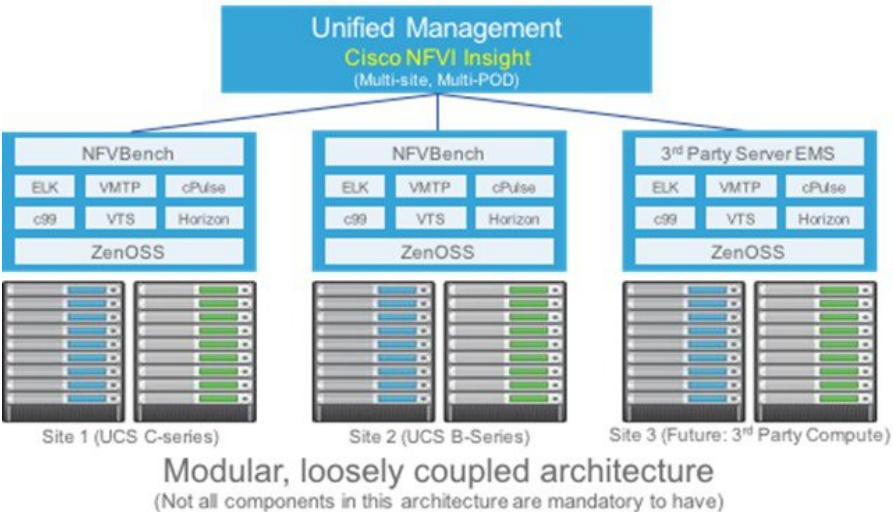 Unified Management
Cisco NFVI Insight
(Multi-site, Multi-POD)
NFVBench
ELK VMTP cPulse
c99 VTS Horizon
ZenOSS
NFVBench
ELK VMTP cPulse
c99 VTS Horizon
ZenOSS
3rd Party Server EMS
ELK VMTP cPulse
c99 VTS Horizon
ZenOSS
Site 1 (UCS C-series)
Site 2 (UCS B-Series)
Site 3 (Future: 3rd Party Compute)
Modular, loosely coupled architecture
(Not all components in this architecture are mandatory to have)